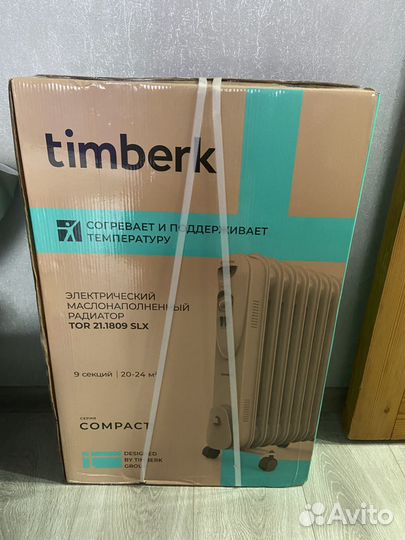 timberk
СОГРЕВАЕТ И ПОДДЕРЖИВАЕТ
ТЕМПЕРАТУРУ
ЭЛЕКТРИЧЕСКИЙ
МАСЛОНАПОЛНЕННЫЙ
РАДИАТОР
TOR 21.1809 SLX
9 секций | 20-24 м²
СЕРИЯ
COMPACT
DESIGNED
BY TIMBERK
GROUP
Avito